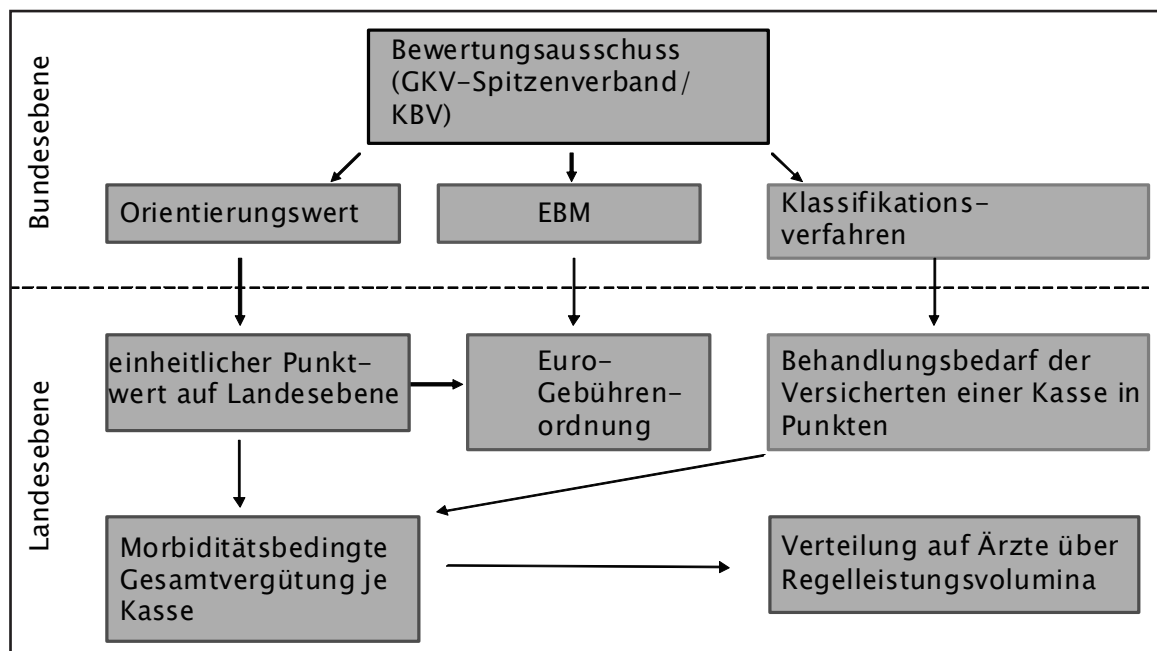 Bundesebene
Bewertungsausschuss
(GKV-Spitzenverband/
KBV)
Orientierungswert
EBM
Klassifikations-
verfahren
Landesebene
einheitlicher Punkt-
wert auf Landesebene
Euro-
Gebühren-
ordnung
Behandlungsbedarf der
Versicherten einer Kasse in
Punkten
Morbiditätsbedingte
Gesamtvergütung je
Kasse
Verteilung auf Ärzte über
Regelleistungsvolumina